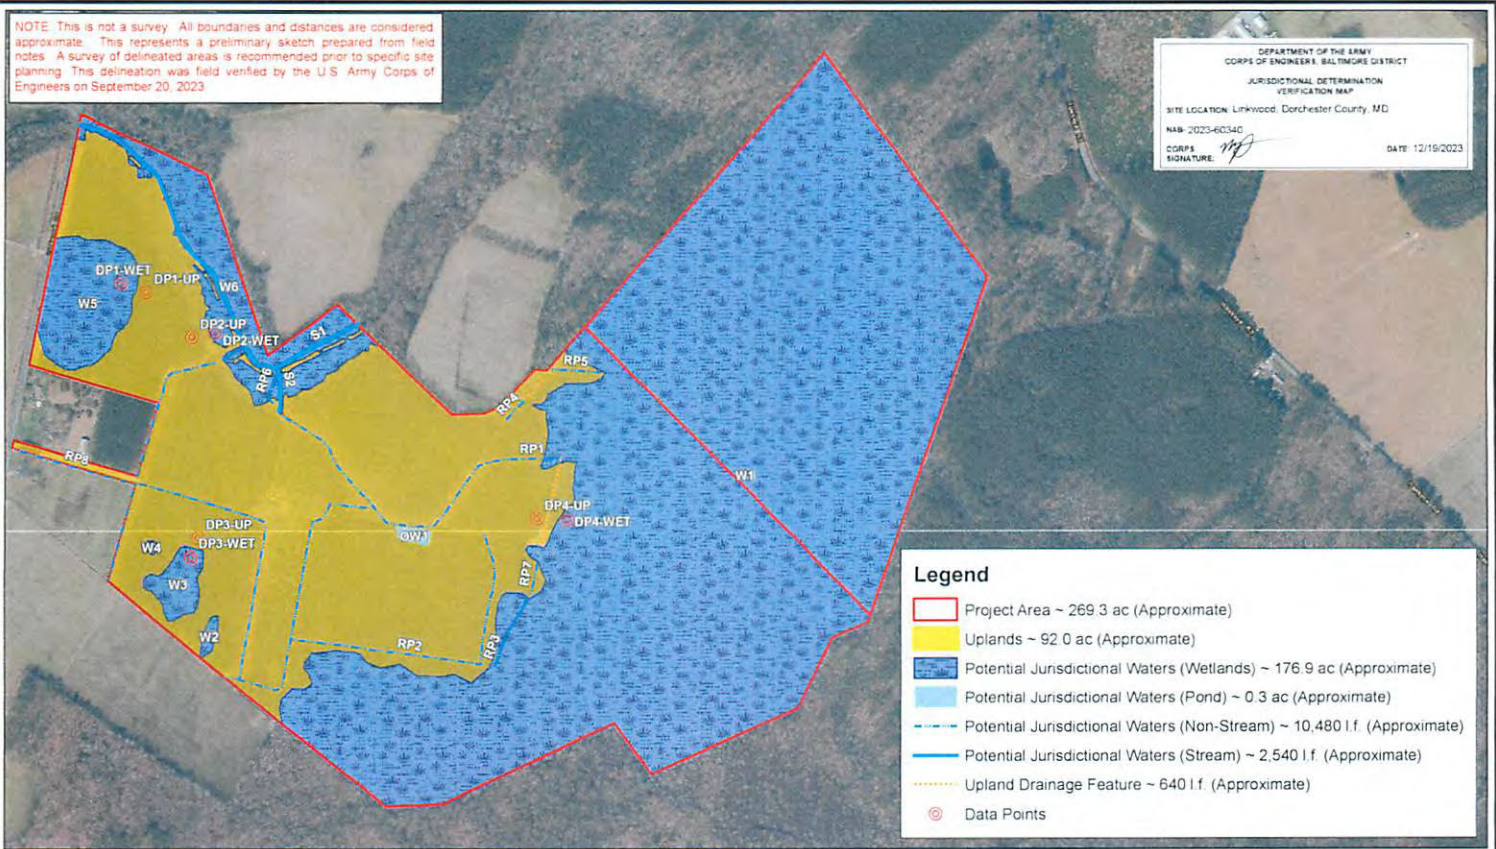 NOTE This is not a survey All boundaries and distances are considered
approximate This represents a preliminary sketch prepared from field
notes A survey of delineated areas is recommended prior to specific site
planning This delineation was field verified by the U S Army Corps of
Engineers on September 20, 2023
DEPARTMENT OF THE ARMY
CORPS OF ENGINEERS, BALTIMORE DISTRICT
JURISDICTIONAL DETERMINATION
VERIFICATION MAP
SITE LOCATION: Linkwood, Dorchester County, MD
NAB- 2023-60340
CORPS
SIGNATURE:
DATE: 12/19/2023
DP1-WET
DP1-UP
W5
W6
DP2-UP
DP2-WET
S1
RP6
S2
RP5
RP4
RP1
W1
RP8
DP3-UP
DP3-WET
W4
W3
W2
OW1
DP4-UP
DP4-WET
RP7
RP2
RP3
Legend
Project Area ~ 269.3 ac (Approximate)
Uplands ~ 92 0 ac (Approximate)
Potential Jurisdictional Waters (Wetlands) ~ 176.9 ac (Approximate)
Potential Jurisdictional Waters (Pond) ~ 0.3 ac (Approximate)
Potential Jurisdictional Waters (Non-Stream) ~ 10,480 l.f. (Approximate)
Potential Jurisdictional Waters (Stream) ~ 2,540 l.f. (Approximate)
Upland Drainage Feature ~ 640 l.f. (Approximate)
Data Points